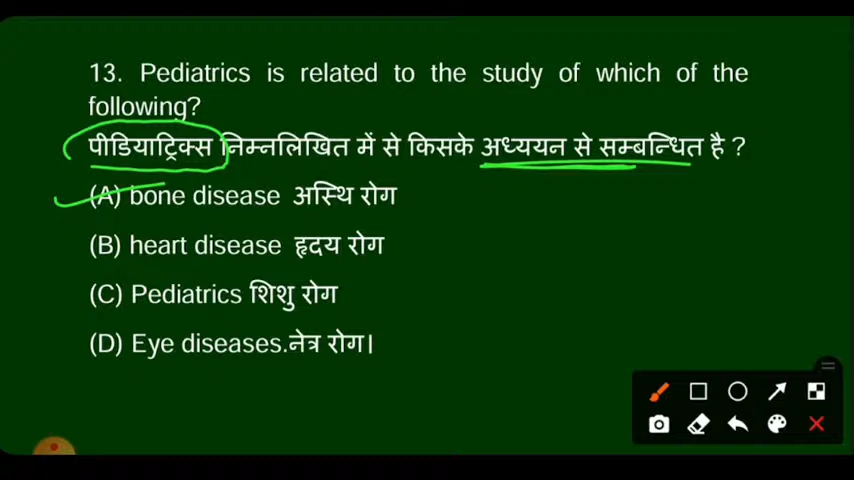 13. Pediatrics is related to the study of which of the
following?
पीडियाट्रिक्स निम्नलिखित में से किसके अध्ययन से सम्बन्धित है ?
(A) bone disease अस्थि रोग
(B) heart disease हृदय रोग
(C) Pediatrics शिशु रोग
(D) Eye diseases.नेत्र रोग।